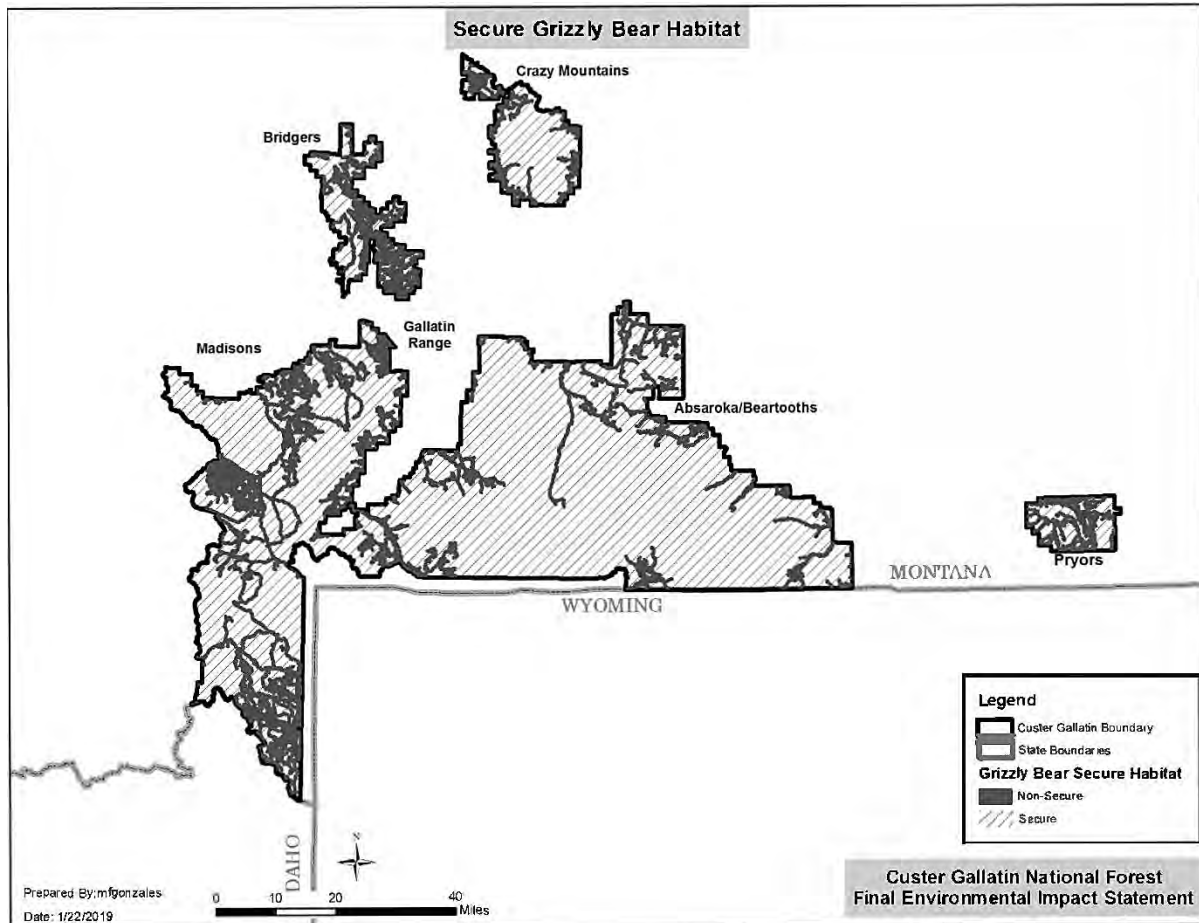 Secure Grizzly Bear Habitat
Crazy Mountains
Bridgers
Gallatin
Range
Madisons
Absaroka/Beartooths
Pryors
MONTANA
WYOMING
Legend
Custer Gallatin Boundary
State Boundaries
Grizzly Bear Secure Habitat
Non-Secure
Secure
DAHO
N
Prepared By:mfgonzales
Date: 1/22/2019
0 10 20 40
Miles
Custer Gallatin National Forest
Final Environmental Impact Statement